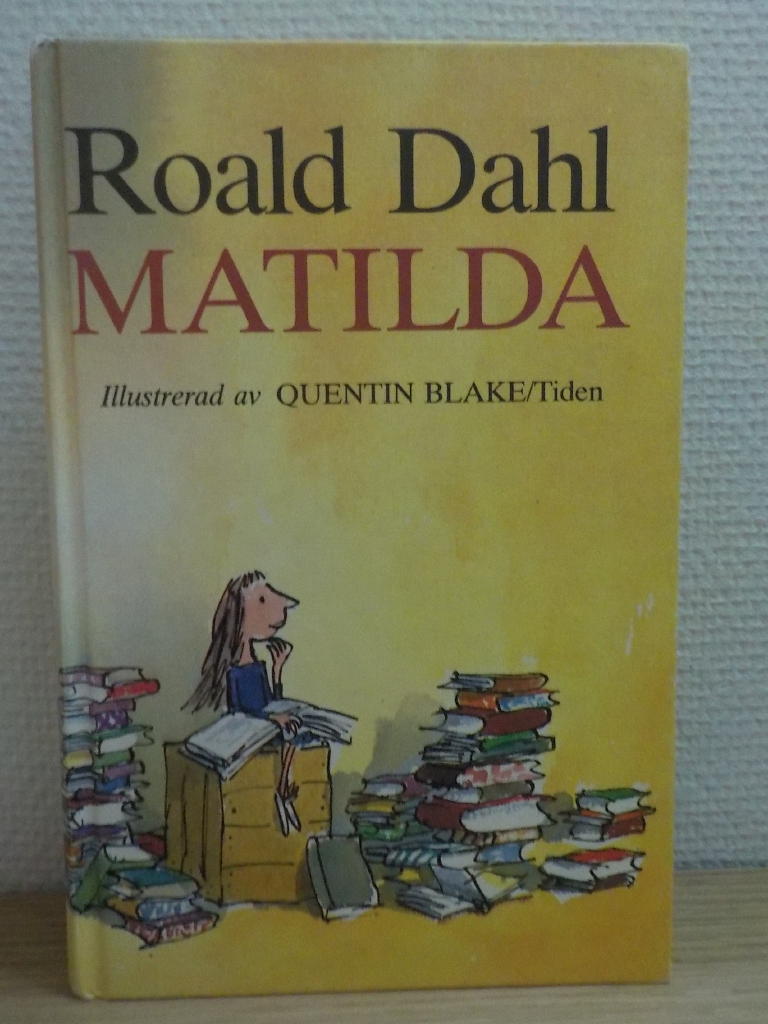 Roald Dahl
MATILDA
Illustrerad av QUENTIN BLAKE/Tiden